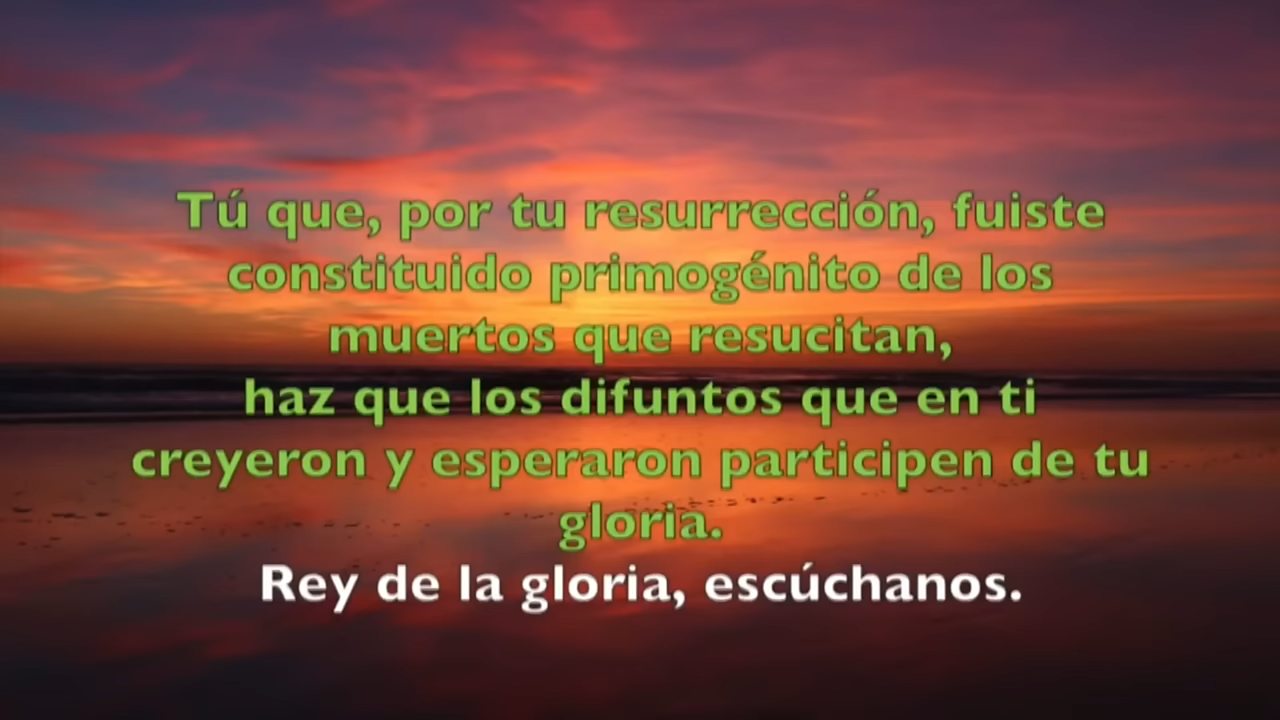 Tú que, por tu resurrección, fuiste
constituido primogénito de los
muertos que resucitan,
haz que los difuntos que en ti
creyeron y esperaron participen de tu
gloria.
Rey de la gloria, escúchanos.